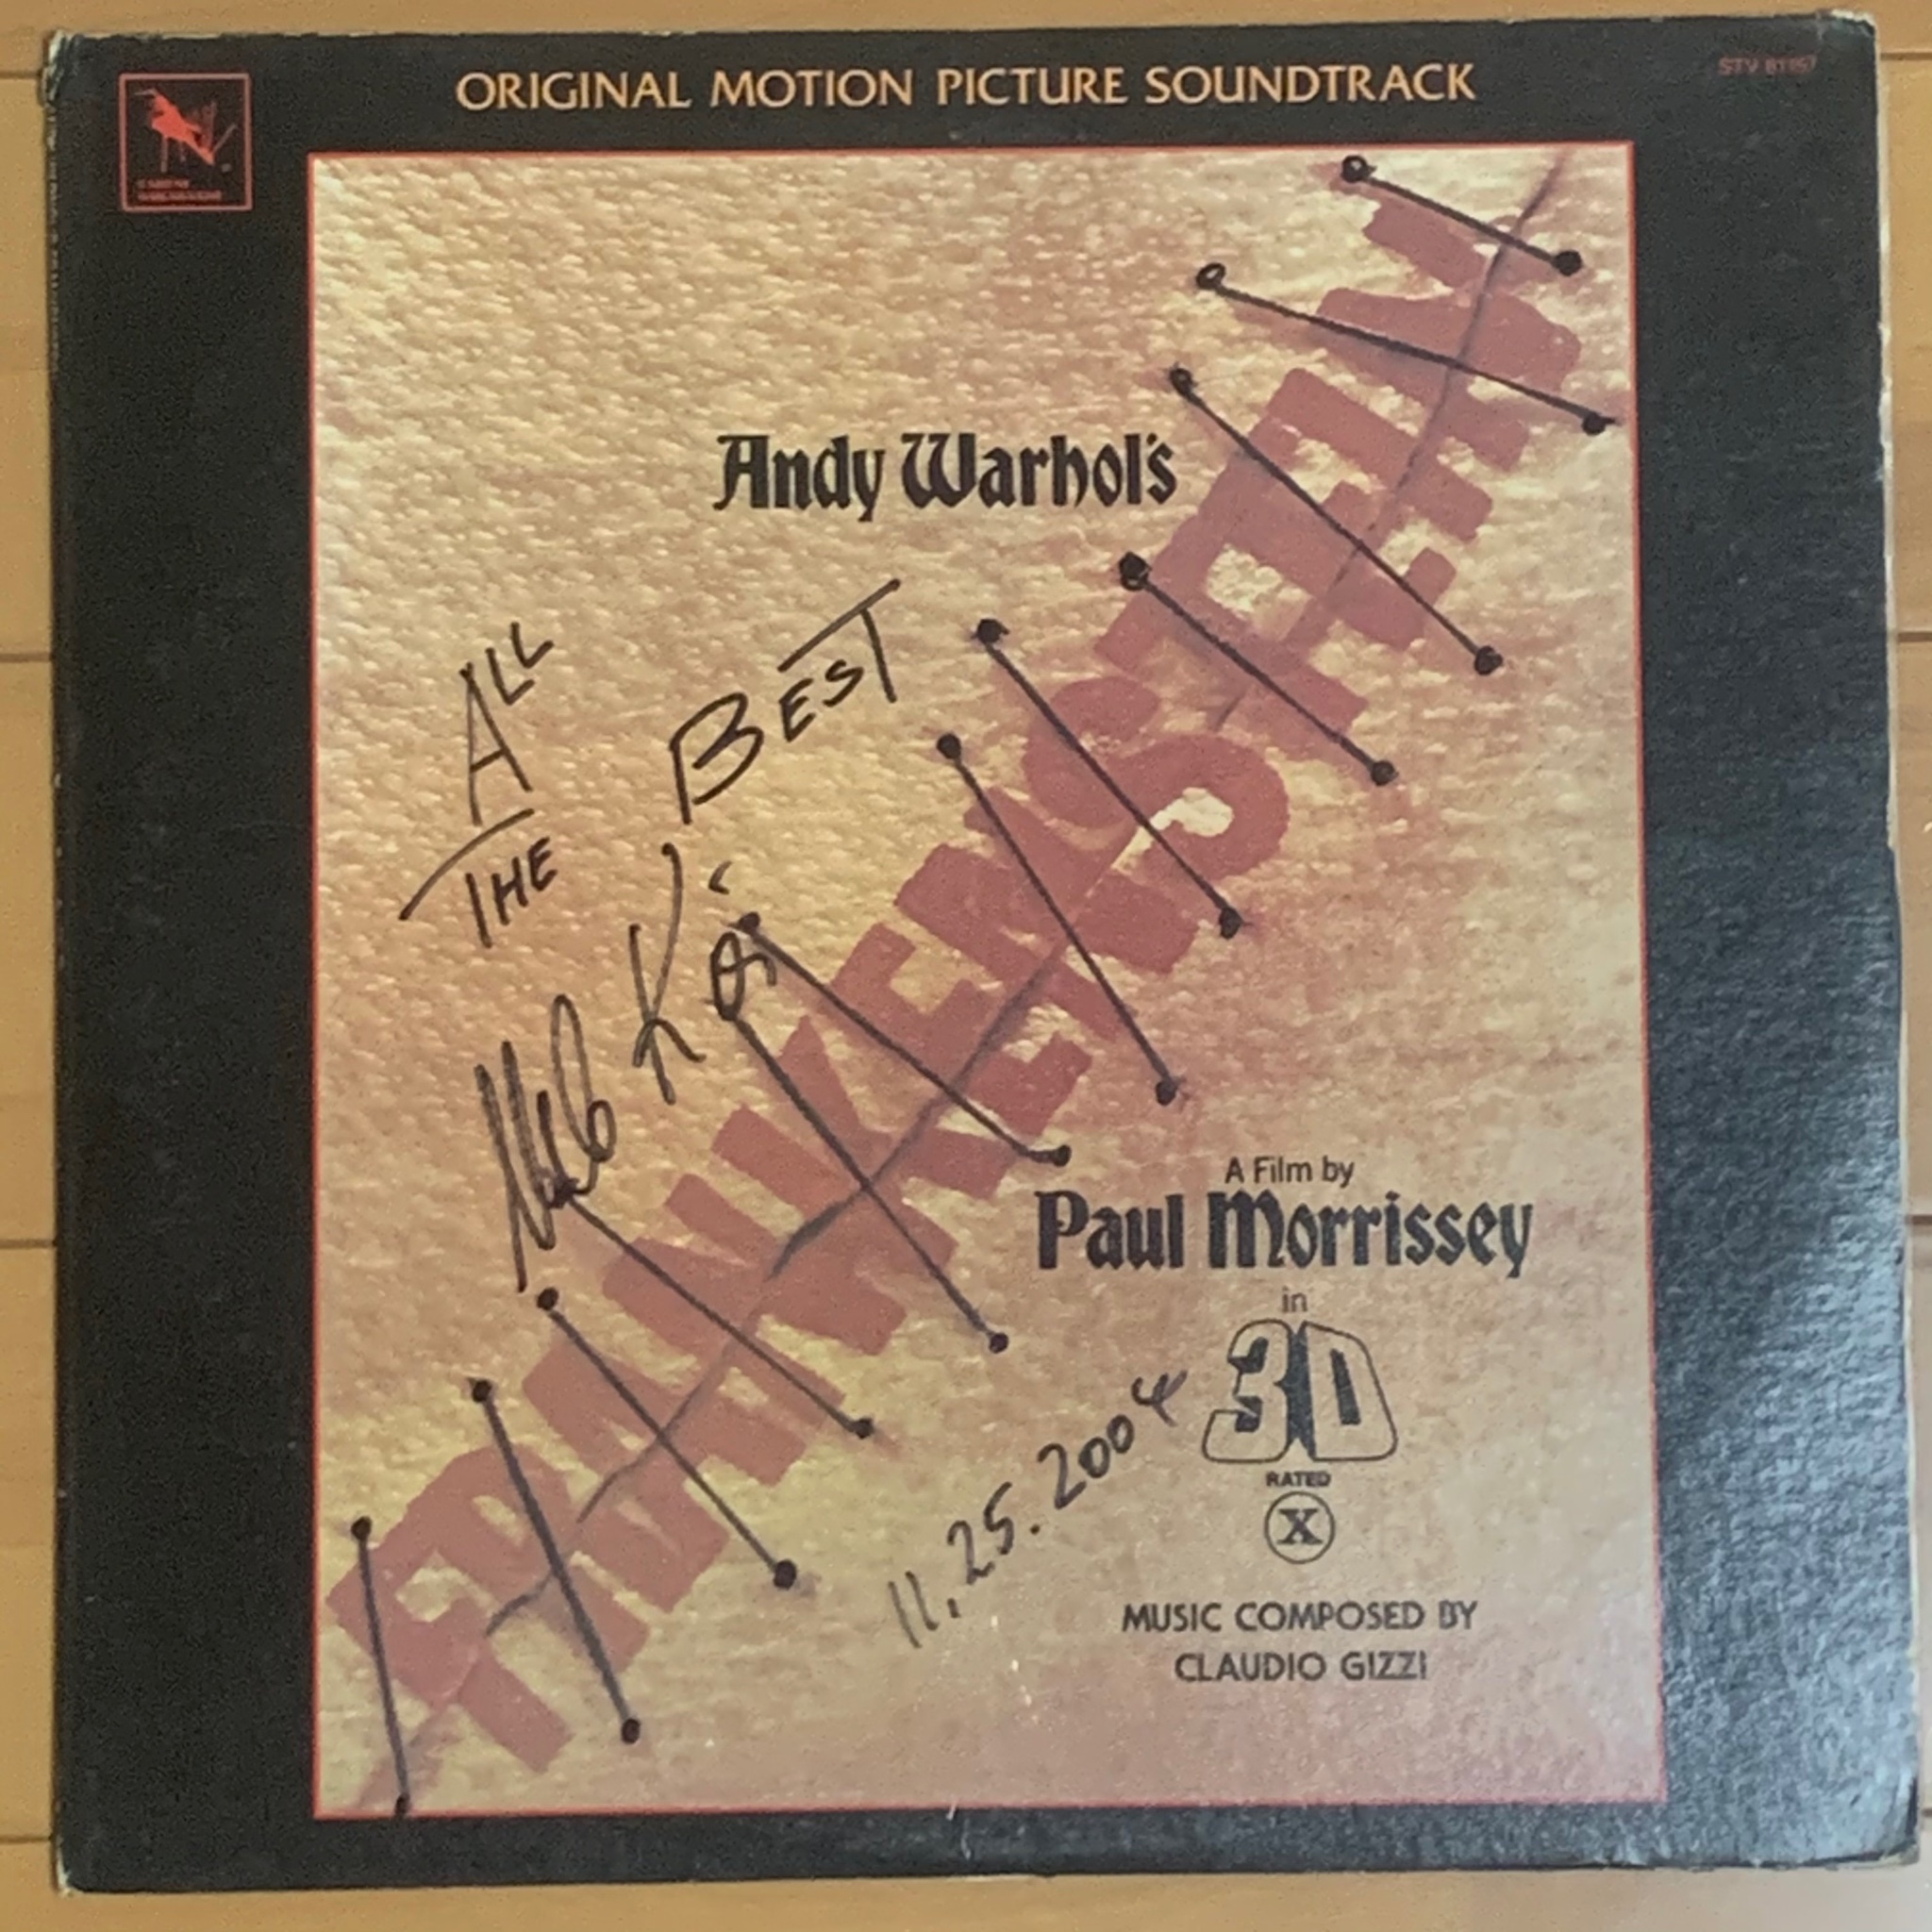 ORIGINAL MOTION PICTURE SOUNDTRACK
STV 81157
Andy Warhol's
FRANKENSTEIN
ALL
THE
BEST
A Film by
Paul Morrissey
in
3D
RATED
X
11.25.2004
MUSIC COMPOSED BY
CLAUDIO GIZZI